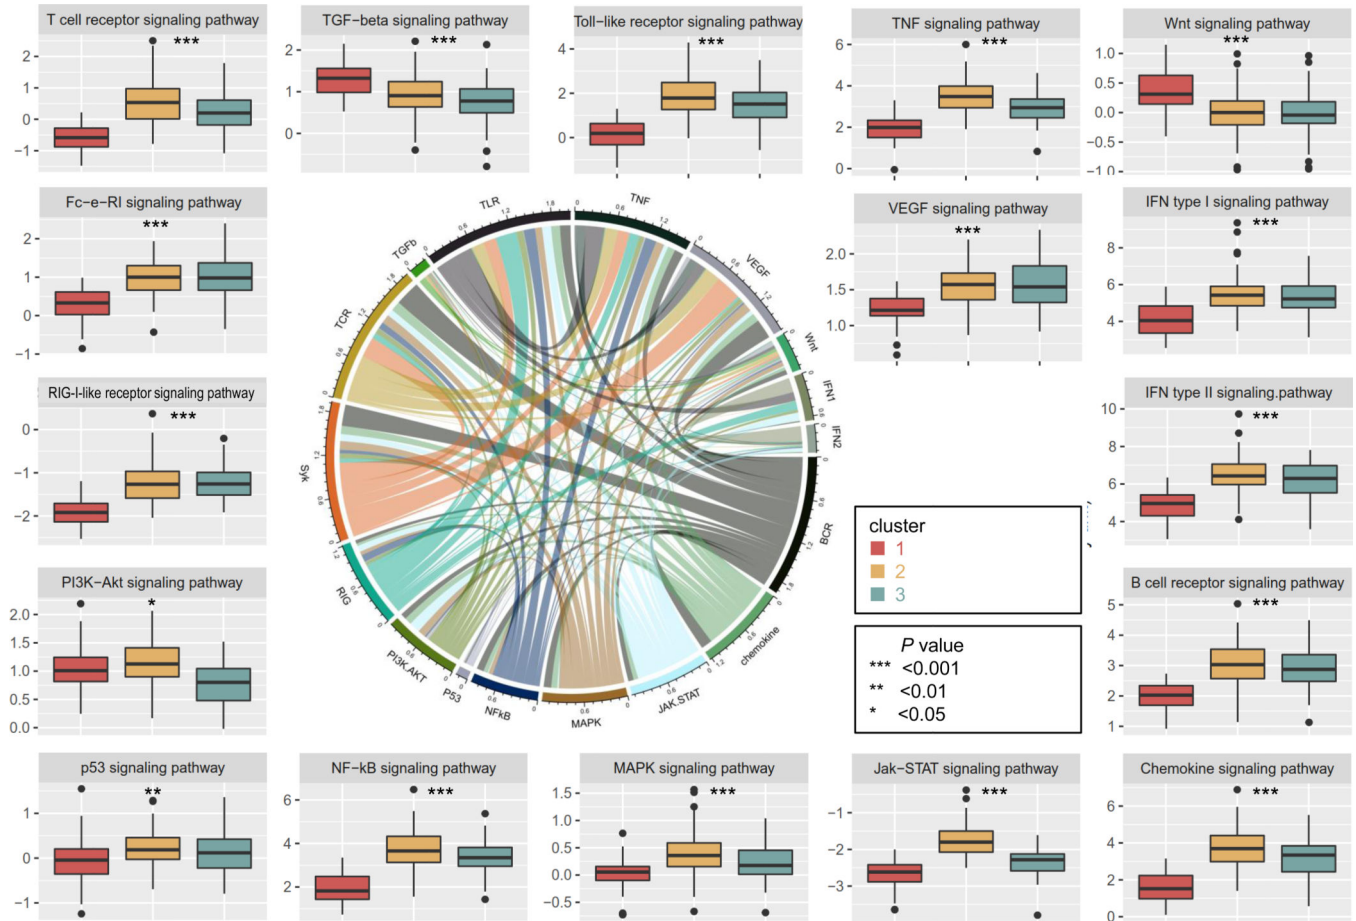 T cell receptor signaling pathway
***
2
1
0
−1
TGF−beta signaling pathway
***
2
1
0
Toll−like receptor signaling pathway
***
4
2
0
TNF signaling pathway
***
6
4
2
0
Wnt signaling pathway
***
1.0
0.5
0.0
−0.5
−1.0
Fc−e−RI signaling pathway
***
2
1
0
−1
VEGF signaling pathway
***
2.0
1.5
1.0
IFN type I signaling pathway
***
8
6
4
RIG-I-like receptor signaling pathway
***
0
−1
−2
IFN type II signaling.pathway
***
10
8
6
4
PI3K−Akt signaling pathway
*
2.0
1.5
1.0
0.5
0.0
B cell receptor signaling pathway
***
5
4
3
2
1
TLR
TNF
VEGF
Wnt
IFN1
IFN2
BCR
chemokine
JAK.STAT
MAPK
NFkB
P53
PI3K.AKT
RIG
Syk
TCR
TGFb
cluster
1
2
3
P value
*** <0.001
** <0.01
* <0.05
p53 signaling pathway
**
1
0
−1
NF−kB signaling pathway
***
6
4
2
MAPK signaling pathway
***
1.5
1.0
0.5
0.0
−0.5
Jak−STAT signaling pathway
***
−1
−2
−3
Chemokine signaling pathway
***
6
4
2
0